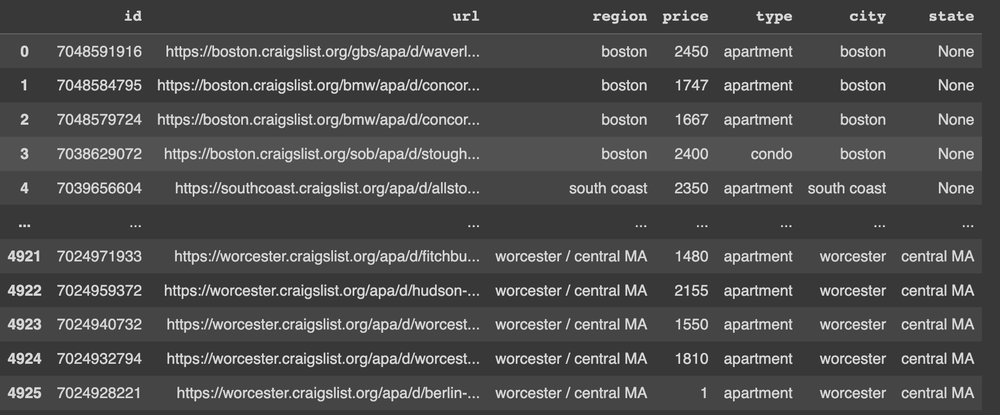 id url region price type city state
0 7048591916 https://boston.craigslist.org/gbs/apa/d/waverl... boston 2450 apartment boston None
1 7048584795 https://boston.craigslist.org/bmw/apa/d/concor... boston 1747 apartment boston None
2 7048579724 https://boston.craigslist.org/bmw/apa/d/concor... boston 1667 apartment boston None
3 7038629072 https://boston.craigslist.org/sob/apa/d/stough... boston 2400 condo boston None
4 7039656604 https://southcoast.craigslist.org/apa/d/allsto... south coast 2350 apartment south coast None
... ... ... ... ... ... ... ...
4921 7024971933 https://worcester.craigslist.org/apa/d/fitchbu... worcester / central MA 1480 apartment worcester central MA
4922 7024959372 https://worcester.craigslist.org/apa/d/hudson-... worcester / central MA 2155 apartment worcester central MA
4923 7024940732 https://worcester.craigslist.org/apa/d/worcest... worcester / central MA 1550 apartment worcester central MA
4924 7024932794 https://worcester.craigslist.org/apa/d/worcest... worcester / central MA 1810 apartment worcester central MA
4925 7024928221 https://worcester.craigslist.org/apa/d/berlin-... worcester / central MA 1 apartment worcester central MA